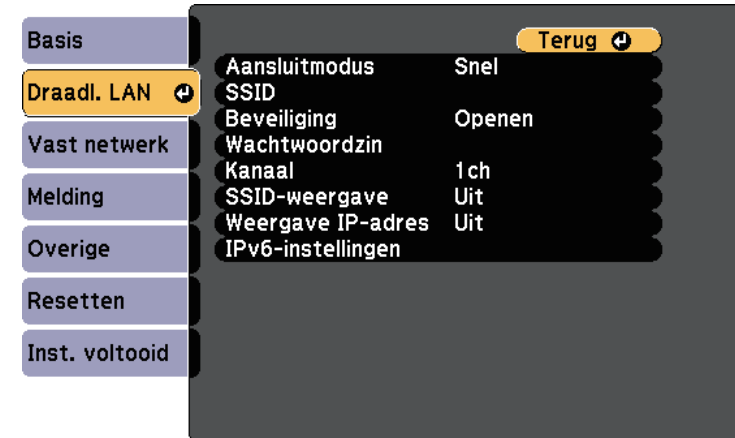 Basis
Draadl. LAN
Vast netwerk
Melding
Overige
Resetten
Inst. voltooid
Terug
Aansluitmodus Snel
SSID
Beveiliging Openen
Wachtwoordzin
Kanaal 1ch
SSID-weergave Uit
Weergave IP-adres Uit
IPv6-instellingen